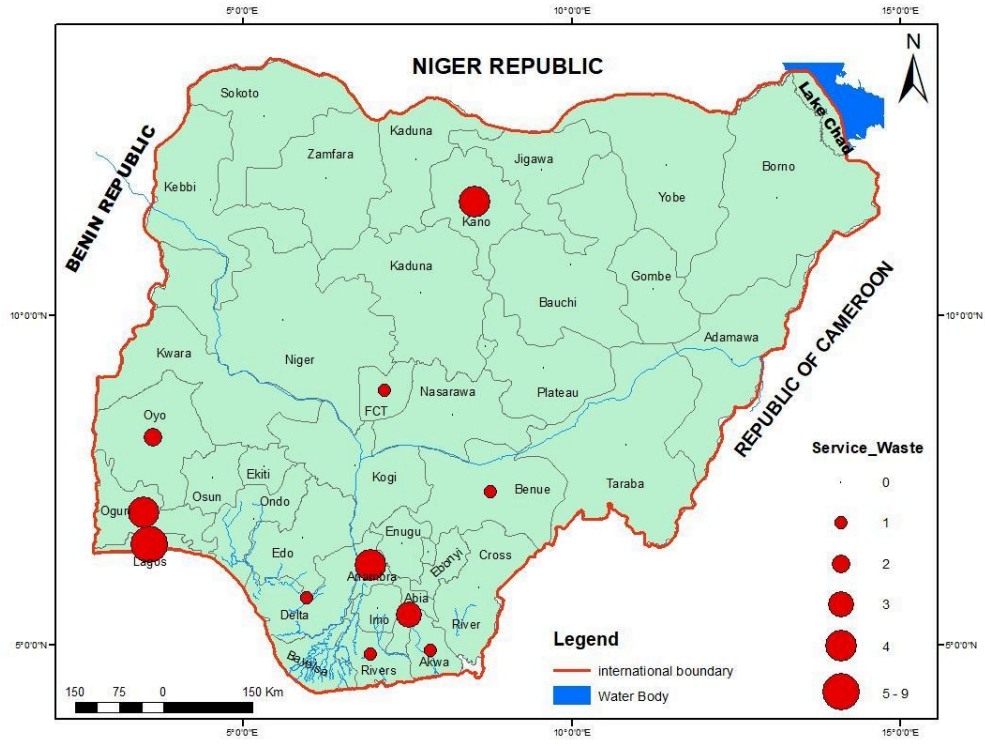 5°0'0"E 10°0'0"E 15°0'0"E
N
NIGER REPUBLIC
Sokoto
Lake Chad
Kaduna
Zamfara
Jigawa
Borno
BENIN REPUBLIC
Kebbi
Yobe
Kano
Kaduna
Gombe
Bauchi
10°0'0"N 10°0'0"N
REPUBLIC OF CAMEROON
Adamawa
Kwara
Niger
Nasarawa
Plateau
FCT
Oyo
Service_Waste
Kogi
Ekiti
Benue
Taraba
0
Osun
Ondo
Ogun
1
Enugu
Edo
Ebonyi
Cross
Lagos
2
Anambra
Abia
3
Delta
Imo
River
Legend
5°0'0"N 5°0'0"N
4
Bayelsa
Rivers
Akwa
international boundary
150 75 0 150 Km
Water Body
5 - 9
5°0'0"E 10°0'0"E 15°0'0"E